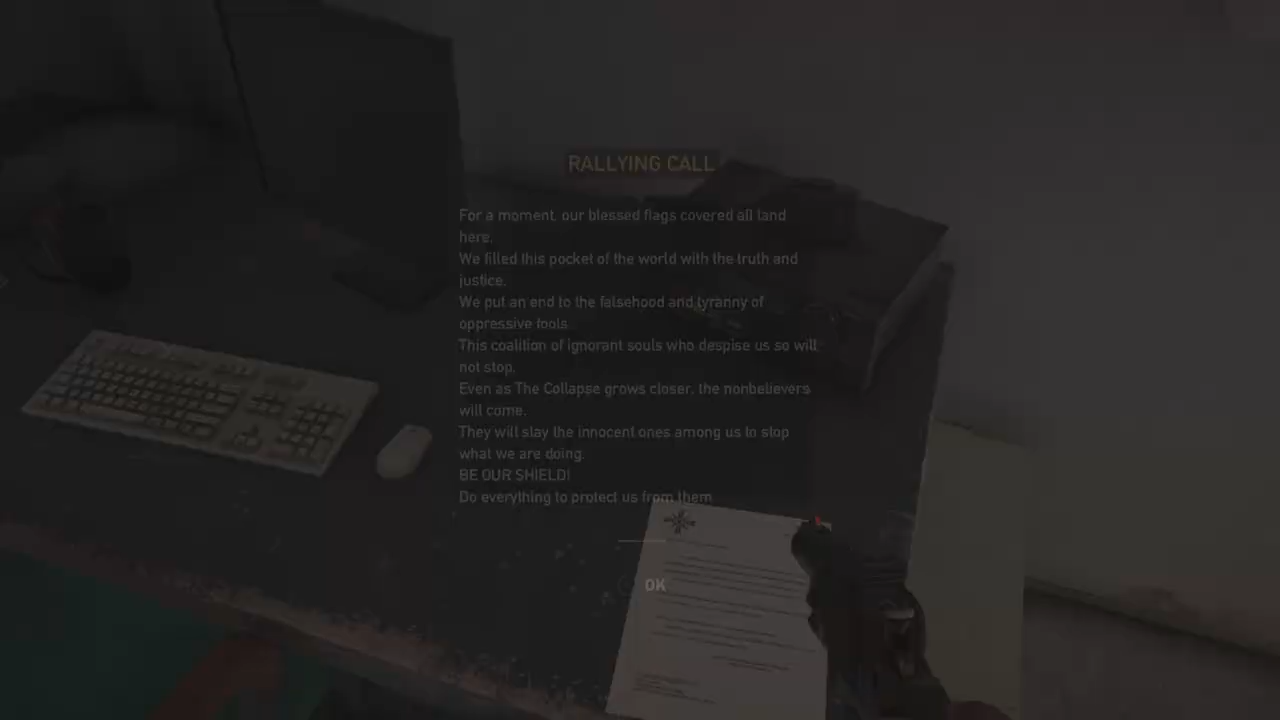 RALLYING CALL
For a moment, our blessed flags covered all land
here.
We filled this pocket of the world with the truth and
justice.
We put an end to the falsehood and tyranny of
oppressive fools.
This coalition of ignorant souls who despise us so will
not stop.
Even as The Collapse grows closer, the nonbelievers
will come.
They will slay the innocent ones among us to stop
what we are doing.
BE OUR SHIELD!
Do everything to protect us from them
OK